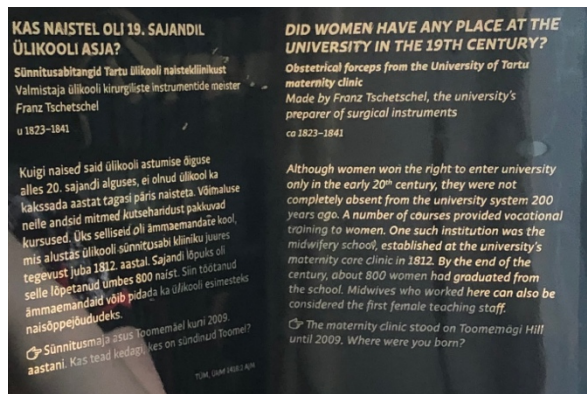 KAS NAISTEL OLI 19. SAJANDIL
ÜLIKOOLI ASJA?
Sünnitusabitangid Tartu ülikooli naistekliinikust
Valmistaja ülikooli kirurgiliste instrumentide meister
Franz Tschetschel
u 1823–1841
Kuigi naised said ülikooli astumise õiguse
alles 20. sajandi alguses, ei olnud ülikool ka
kakssada aastat tagasi päris naisteta. Võimaluse
neile andsid mitmed kutseharidust pakkuvad
kursused. Üks selliseid oli ämmaemandate kool,
mis alustas ülikooli sünnitusabi kliiniku juures
tegevust juba 1812. aastal. Sajandi lõpuks oli
selle lõpetanud umbes 800 naist. Siin töötanud
ämmaemandaid võib pidada ka ülikooli esimesteks
naisõppejõududeks.
Sünnitusmaja asus Toomemäel kuni 2009.
aastani. Kas tead kedagi, kes on sündinud Toomel?
DID WOMEN HAVE ANY PLACE AT THE
UNIVERSITY IN THE 19TH CENTURY?
Obstetrical forceps from the University of Tartu
maternity clinic
Made by Franz Tschetschel, the university's
preparer of surgical instruments
ca 1823–1841
Although women won the right to enter university
only in the early 20th century, they were not
completely absent from the university system 200
years ago. A number of courses provided vocational
training to women. One such institution was the
midwifery school, established at the university's
maternity care clinic in 1812. By the end of the
century, about 800 women had graduated from
the school. Midwives who worked here can also be
considered the first female teaching staff.
The maternity clinic stood on Toomemägi Hill
until 2009. Where were you born?